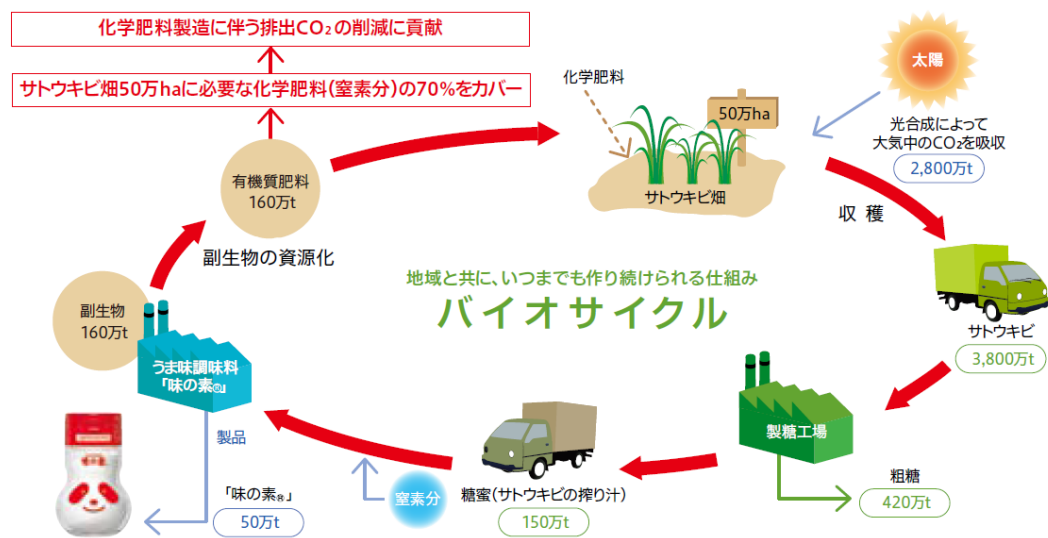 化学肥料製造に伴う排出CO₂の削減に貢献
サトウキビ畑50万haに必要な化学肥料(窒素分)の70%をカバー
有機質肥料
160万t
副生物の資源化
副生物
160万t
うま味調味料
「味の素®」
製品
「味の素®」
50万t
化学肥料
50万ha
サトウキビ畑
太陽
光合成によって
大気中のCO₂を吸収
2,800万t
収穫
サトウキビ
3,800万t
地域と共に、いつまでも作り続けられる仕組み
バイオサイクル
製糖工場
粗糖
420万t
糖蜜(サトウキビの搾り汁)
150万t
窒素分